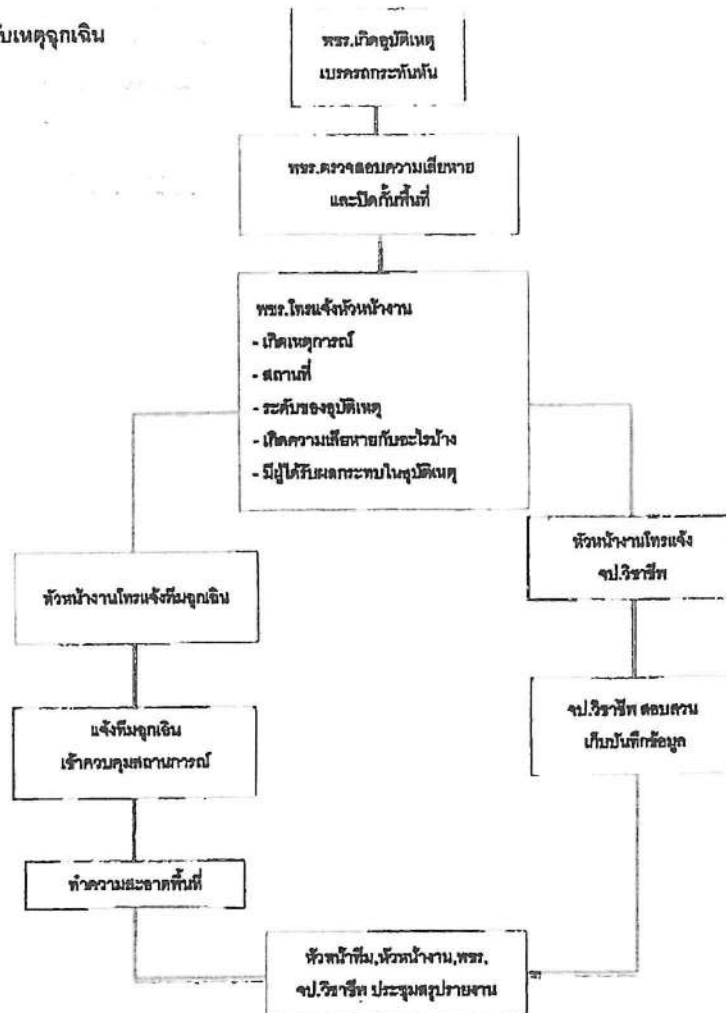 ับเหตุฉุกเฉิน
พขร.เกิดอุบัติเหตุ
เบรครถกระทันหัน
พขร.ตรวจสอบความเสียหาย
และปิดกั้นพื้นที่
พขร.โทรแจ้งหัวหน้างาน
- เกิดเหตุการณ์
- สถานที่
- ระดับของอุบัติเหตุ
- เกิดความเสียหายกับอะไรบ้าง
- มีผู้ได้รับผลกระทบในอุบัติเหตุ
หัวหน้างานโทรแจ้งทีมฉุกเฉิน
แจ้งทีมฉุกเฉิน
เข้าควบคุมสถานการณ์
ทำความสะอาดพื้นที่
หัวหน้างานโทรแจ้ง
จป.วิชาชีพ
จป.วิชาชีพ สอบสวน
เก็บบันทึกข้อมูล
หัวหน้าทีม,หัวหน้างาน,พขร,
จป.วิชาชีพ ประชุมสรุปรายงาน